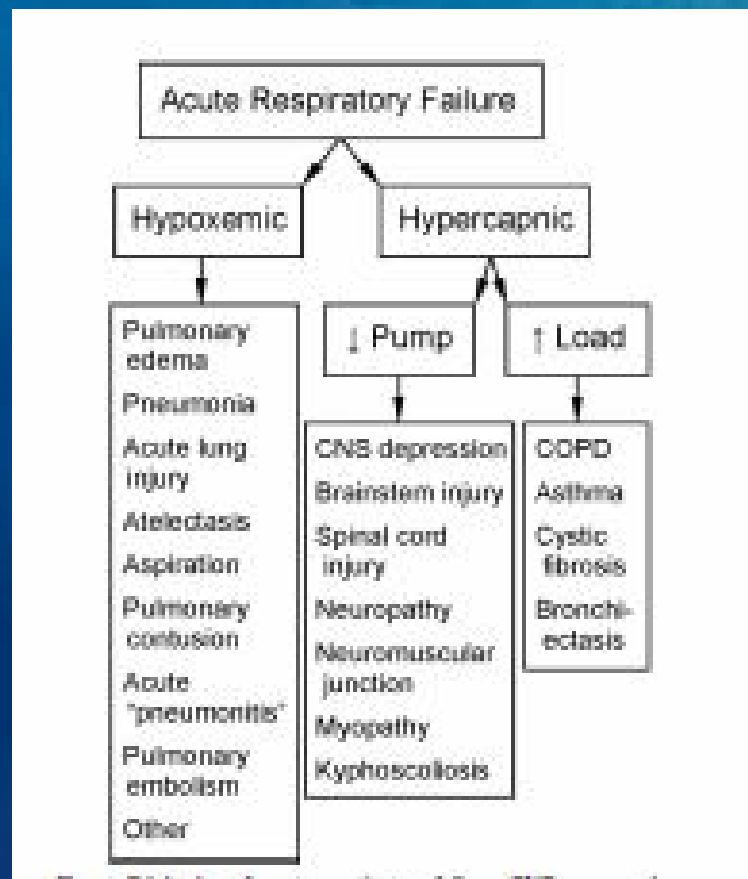 Acute Respiratory Failure
Hypoxemic
Hypercapnic
Pulmonary
edema
Pneumonia
Acute lung
injury
Atelectasis
Aspiration
Pulmonary
contusion
Acute
"pneumonitis"
Pulmonary
embolism
Other
↓ Pump
CNS depression
Brainstem injury
Spinal cord
injury
Neuropathy
Neuromuscular
junction
Myopathy
Kyphoscoliosis
↑ Load
COPD
Asthma
Cystic
fibrosis
Bronchi-
ectasis